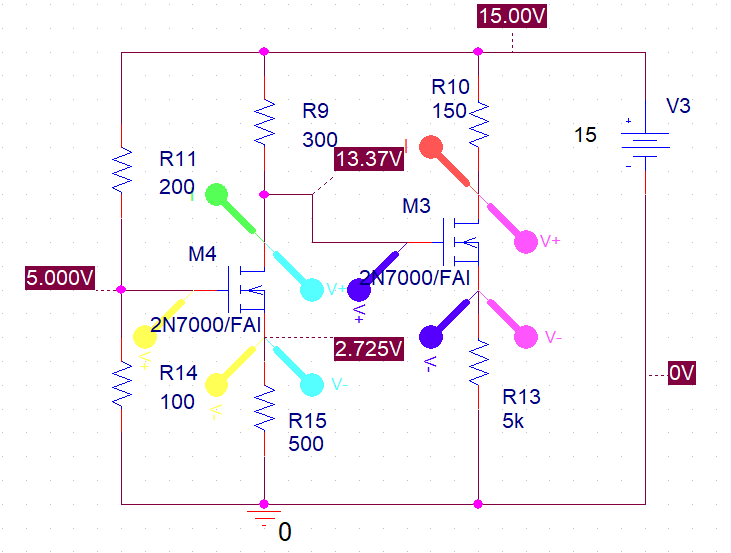 15.00V
R10
150
V3
+
15
-
R9
300
I
13.37V
R11
200
I
M3
V+
M4
5.000V
V+
2N7000/FAI
V+
2N7000/FAI
V+
2.725V
V-
V-
R14
100
V-
V-
0V
R13
5k
R15
500
0